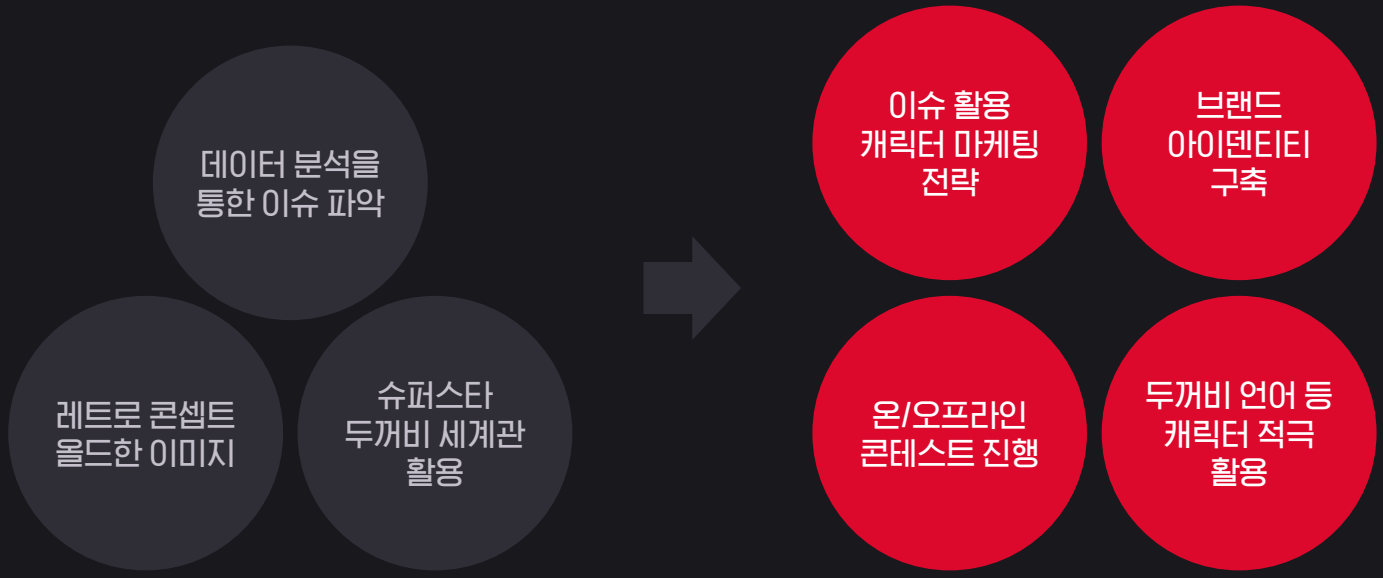 데이터 분석을
통한 이슈 파악
레트로 콘셉트
올드한 이미지
슈퍼스타
두꺼비 세계관
활용
이슈 활용
캐릭터 마케팅
전략
브랜드
아이덴티티
구축
온/오프라인
콘테스트 진행
두꺼비 언어 등
캐릭터 적극
활용